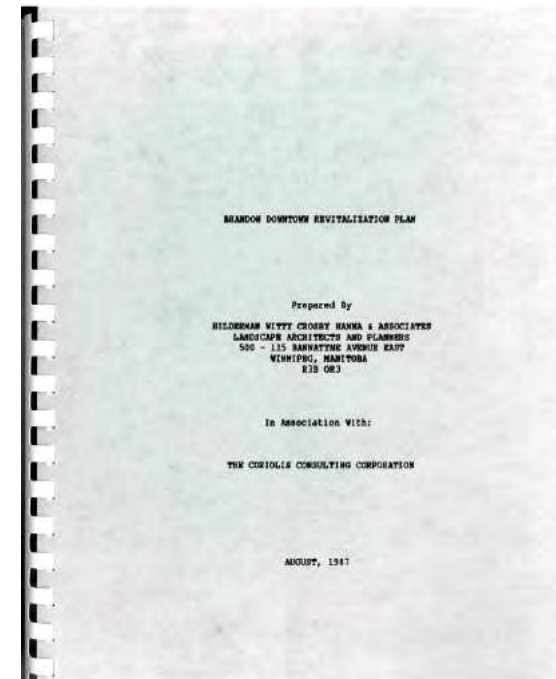 BRANDON DOWNTOWN REVITALIZATION PLAN
Prepared By
HILDERMAN WITTY CROSBY HANNA & ASSOCIATES
LANDSCAPE ARCHITECTS AND PLANNERS
500 - 115 BANNATYNE AVENUE EAST
WINNIPEG, MANITOBA
R3B 0R3
In Association With:
THE CORIOLIS CONSULTING CORPORATION
AUGUST, 1987